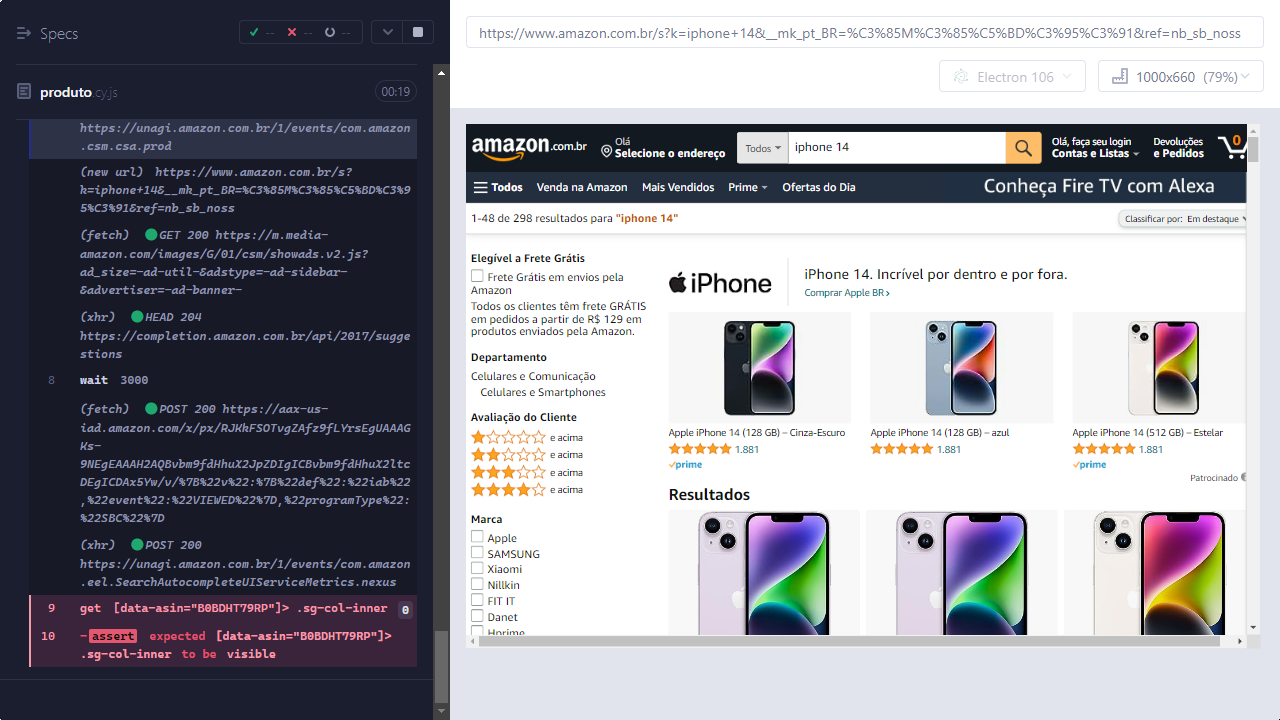 Specs
--
--
--
produto.cy.js
00:19
https://unagi.amazon.com.br/1/events/com.amazon
.csm.csa.prod
(new url) https://www.amazon.com.br/s?
k=iphone+14&__mk_pt_BR=%C3%85M%C3%85%C5%BD%C3%9
5%C3%91&ref=nb_sb_noss
(fetch) GET 200 https://m.media-
amazon.com/images/G/01/csm/showads.v2.js?
ad_size=-ad-util-&adstype=-ad-sidebar-
&advertiser=-ad-banner-
(xhr) HEAD 204
https://completion.amazon.com.br/api/2017/sugge
stions
8 wait 3000
(fetch) POST 200 https://aax-us-
iad.amazon.com/x/px/RJKkFSOTvgZAfz9fLYrsEgUAAAG
Ks-
9NEgEAAAH2AQBvbm9fdHhuX2JpZDIgICBvbm9fdHhuX2ltc
DEgICDAx5Yw/v/%7B%22v%22:%7B%22def%22:%22iab%22
,%22event%22:%22VIEWED%22%7D,%22programType%22:
%22SBC%22%7D
(xhr) POST 200
https://unagi.amazon.com.br/1/events/com.amazon
.eel.SearchAutocompleteUIServiceMetrics.nexus
9 get [data-asin="B0BDHT79RP"]> .sg-col-inner 0
10 -assert expected [data-asin="B0BDHT79RP"]>
.sg-col-inner to be visible
https://www.amazon.com.br/s?k=iphone+14&__mk_pt_BR=%C3%85M%C3%85%C5%BD%C3%95%C3%91&ref=nb_sb_noss
Electron 106
1000x660 (79%)
amazon.com.br
Olá
Selecione o endereço
Todos
iphone 14
Olá, faça seu login
Contas e Listas
Devoluções
e Pedidos
0
Todos
Venda na Amazon
Mais Vendidos
Prime
Ofertas do Dia
Conheça Fire TV com Alexa
1-48 de 298 resultados para "iphone 14"
Classificar por: Em destaque
Elegível a Frete Grátis
Frete Grátis em envios pela
Amazon
Todos os clientes têm frete GRÁTIS
em pedidos a partir de R$ 129 em
produtos enviados pela Amazon.
Departamento
Celulares e Comunicação
Celulares e Smartphones
Avaliação do Cliente
e acima
e acima
e acima
e acima
Marca
Apple
SAMSUNG
Xiaomi
Nillkin
FIT IT
Danet
Hprime
iPhone
iPhone 14. Incrível por dentro e por fora.
Comprar Apple BR ›
Apple iPhone 14 (128 GB) – Cinza-Escuro
1.881
prime
Apple iPhone 14 (128 GB) – azul
1.881
Apple iPhone 14 (512 GB) – Estelar
1.881
prime
Patrocinado
Resultados